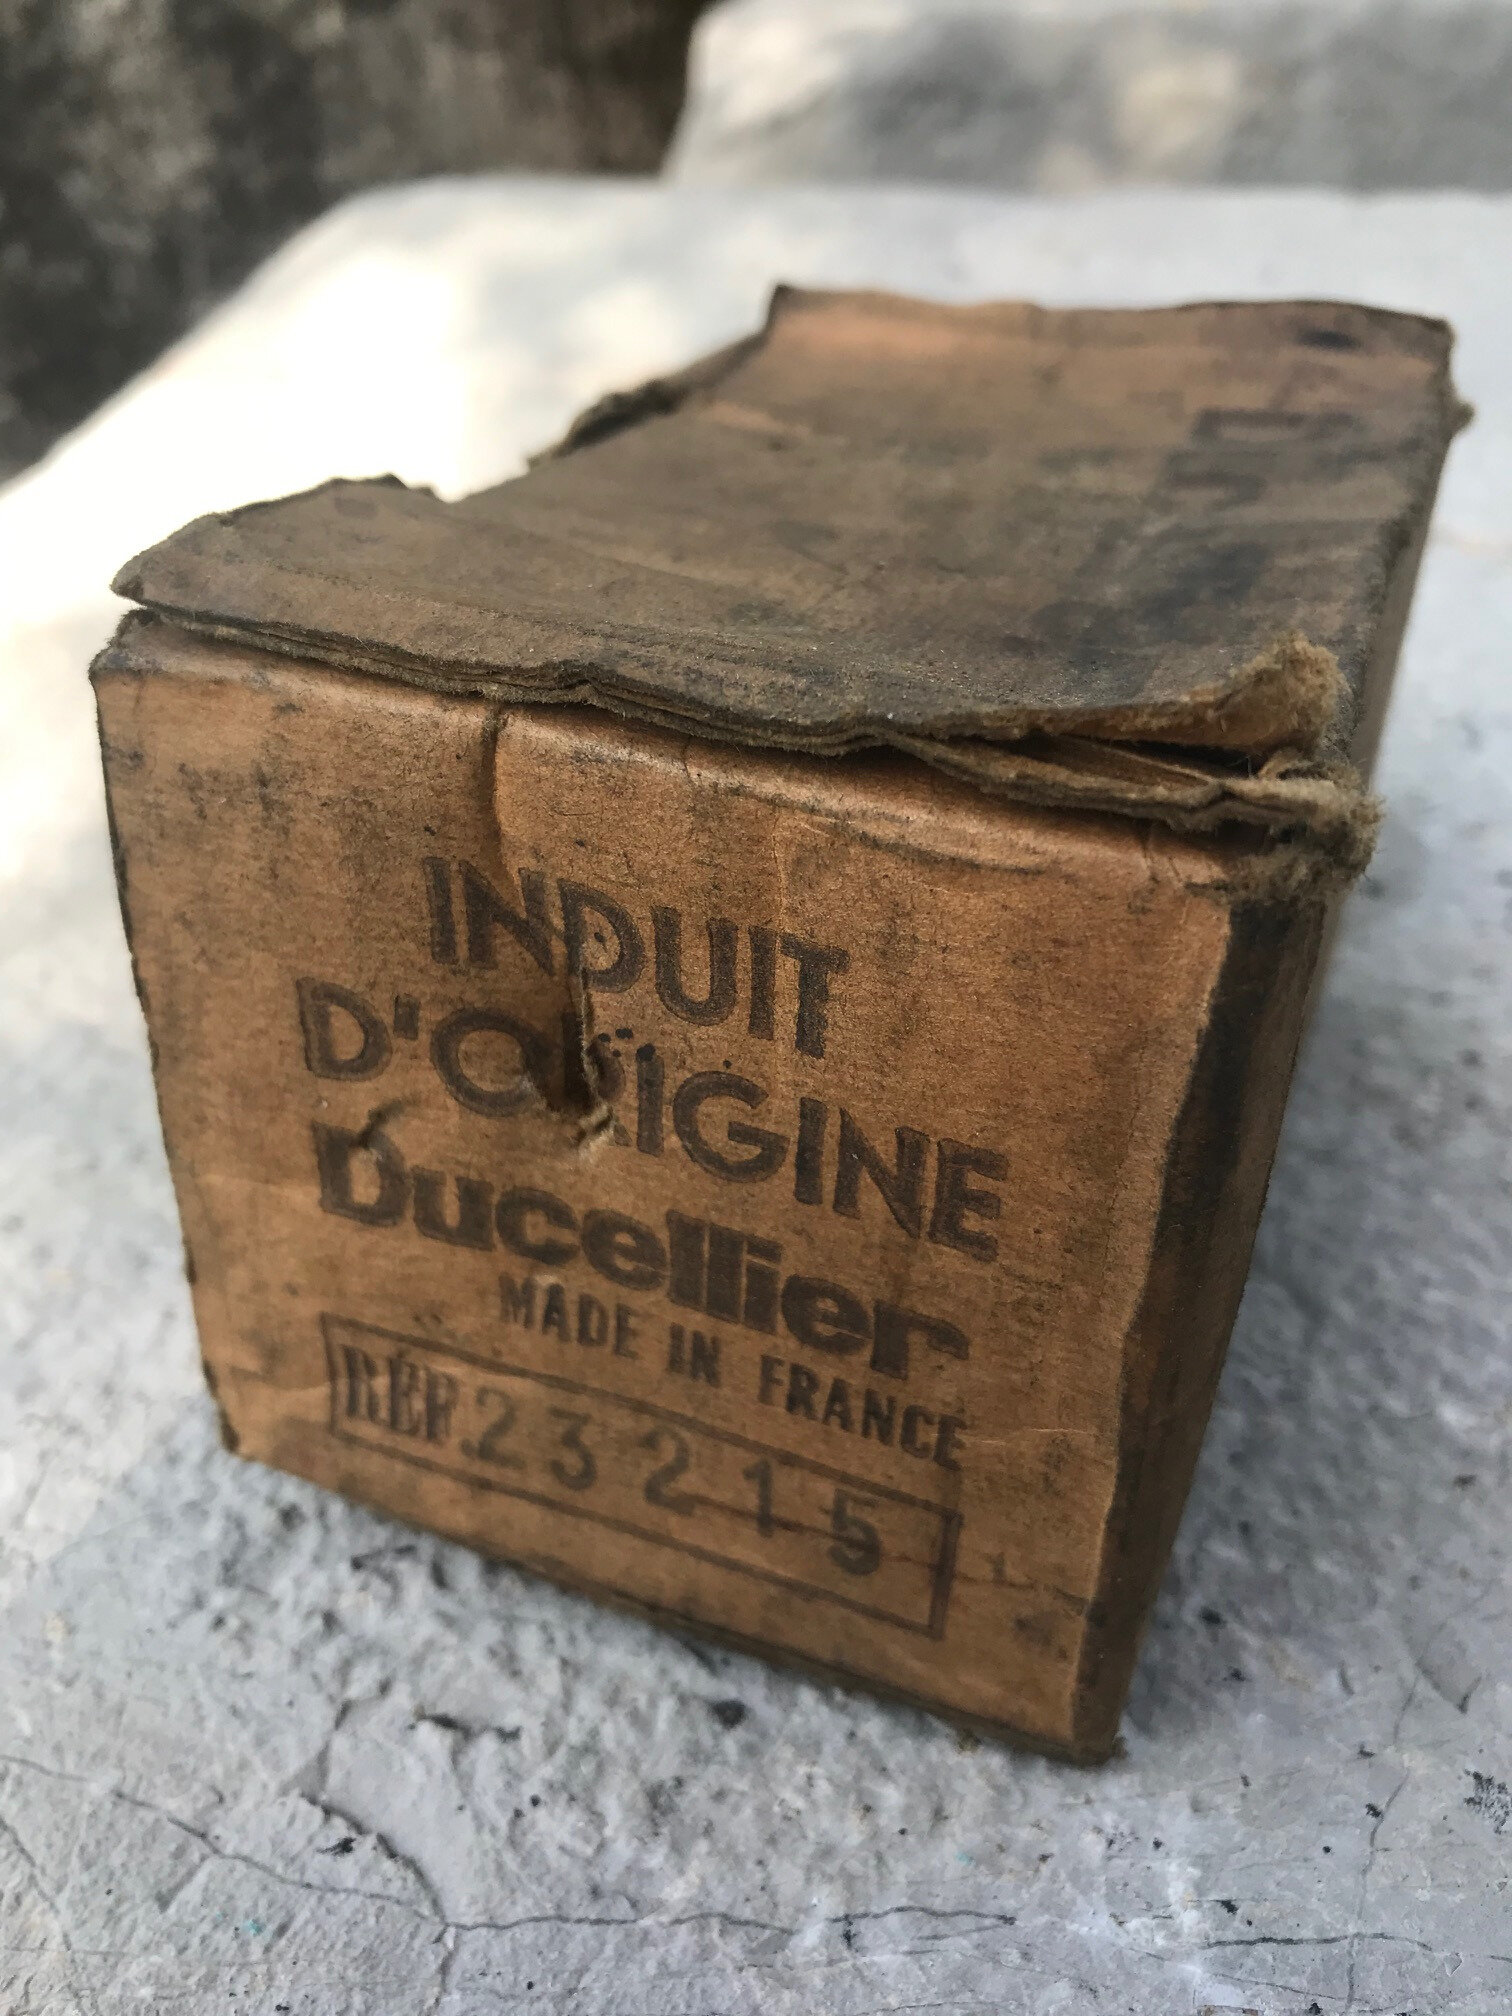 INDUIT
D'ORIGINE
Ducellier
MADE IN FRANCE
RÉF 23215